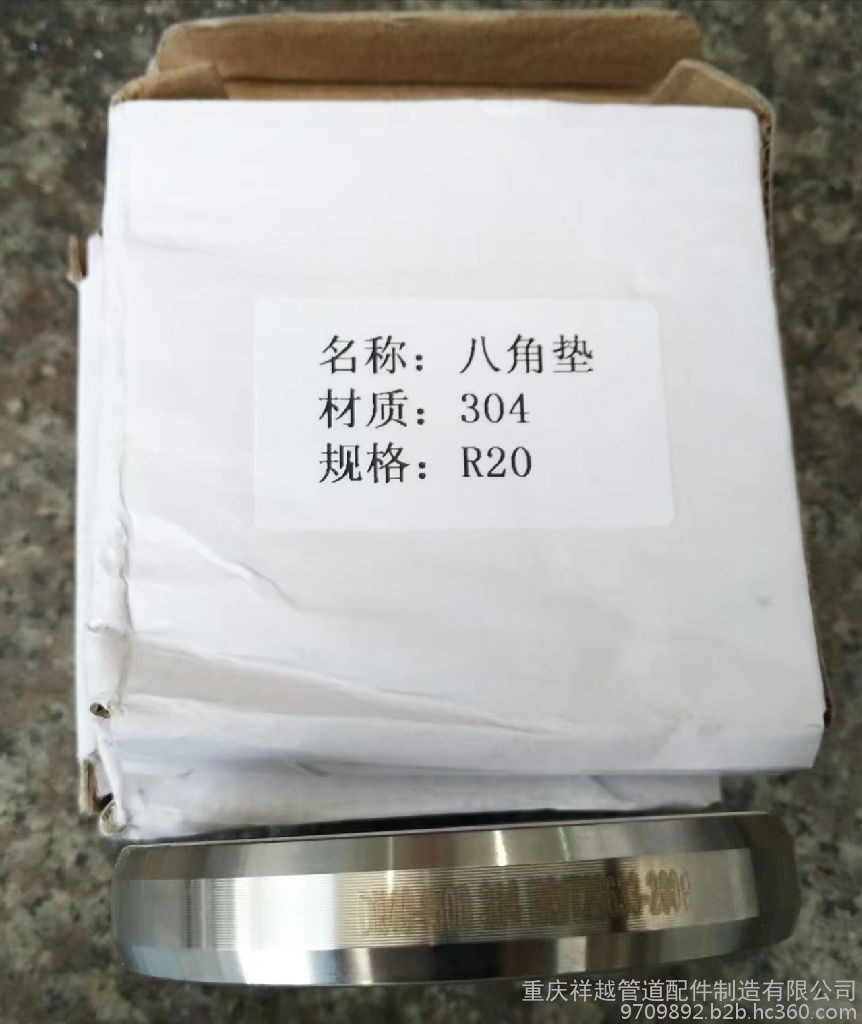 名称：八角垫
材质：304
规格：R20
重庆祥越管道配件制造有限公司
9709892.b2b.hc360.com